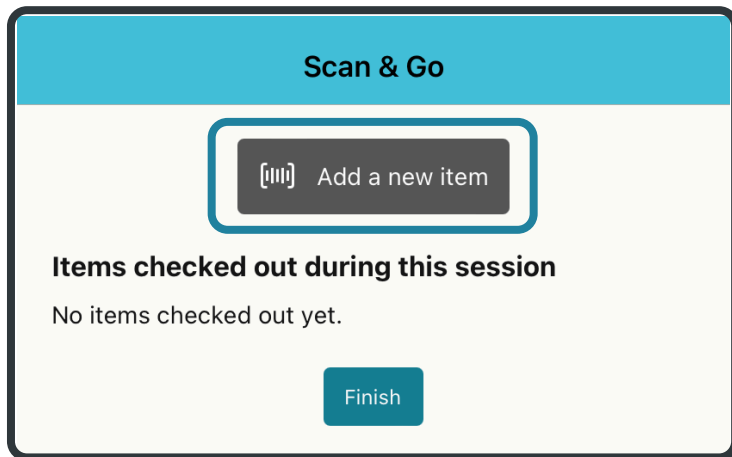 Scan & Go
Add a new item
Items checked out during this session
No items checked out yet.
Finish